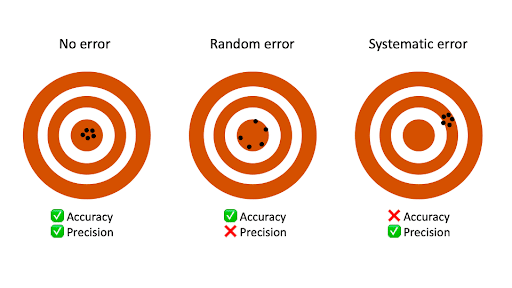 No error
Random error
Systematic error
✅ Accuracy
✅ Precision
✅ Accuracy
❌ Precision
❌ Accuracy
✅ Precision